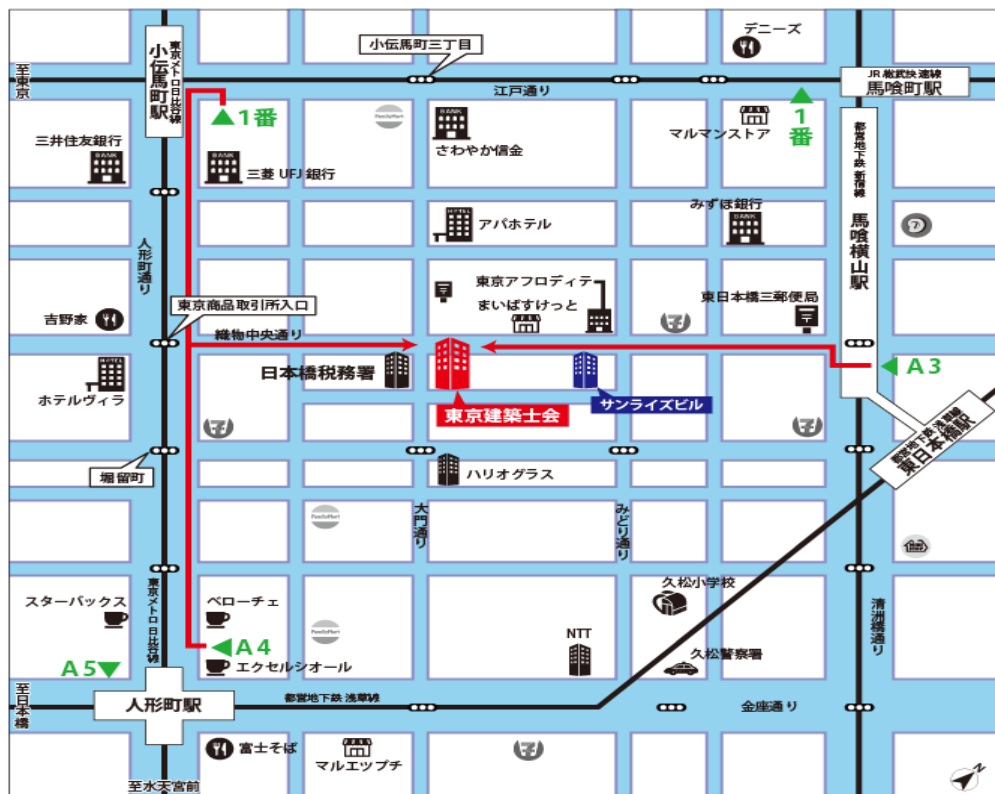 デニーズ
小伝馬町三丁目
至東京
東京メトロ日比谷線
小伝馬町駅
江戸通り
JR 総武快速線
馬喰町駅
1番
1番
FamilyMart
さわやか信金
マルマンストア
三井住友銀行
BANK
BANK
三菱 UFJ 銀行
BANK
都営地下鉄 新宿線
馬喰横山駅
みずほ銀行
BANK
HOTEL
アパホテル
人形町通り
東京商品取引所入口
東京アフロディテ
まいばすけっと
東日本橋三郵便局
吉野家
織物中央通り
日本橋税務署
東京建築士会
サンライズビル
A3
HOTEL
ホテルヴィラ
堀留町
ハリオグラス
東日本橋駅
FamilyMart
大門通り
みどり通り
スターバックス
東京メトロ日比谷線
ベローチェ
FamilyMart
久松小学校
NTT
久松警察署
清洲橋通り
A4
A5
エクセルシオール
至日本橋
人形町駅
都営地下鉄 浅草線
金座通り
富士そば
マルエツプチ
至水天宮前
N